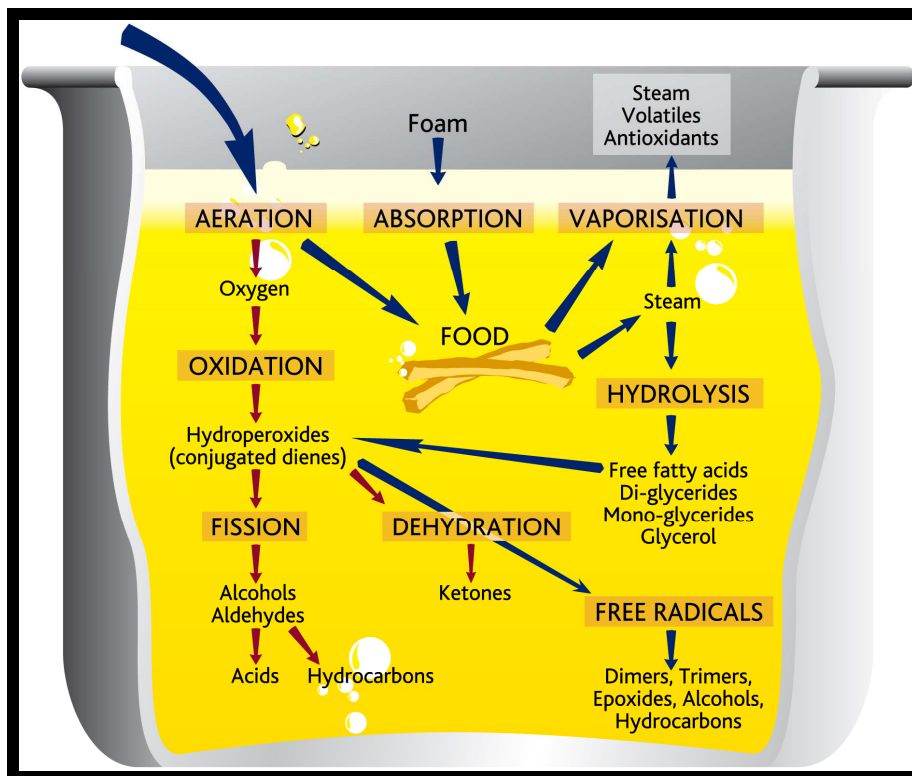 Steam
Volatiles
Antioxidants
Foam
AERATION
ABSORPTION
VAPORISATION
Oxygen
Steam
FOOD
OXIDATION
HYDROLYSIS
Hydroperoxides
(conjugated dienes)
Free fatty acids
Di-glycerides
Mono-glycerides
Glycerol
FISSION
DEHYDRATION
Alcohols
Aldehydes
Ketones
FREE RADICALS
Acids
Hydrocarbons
Dimers, Trimers,
Epoxides, Alcohols,
Hydrocarbons